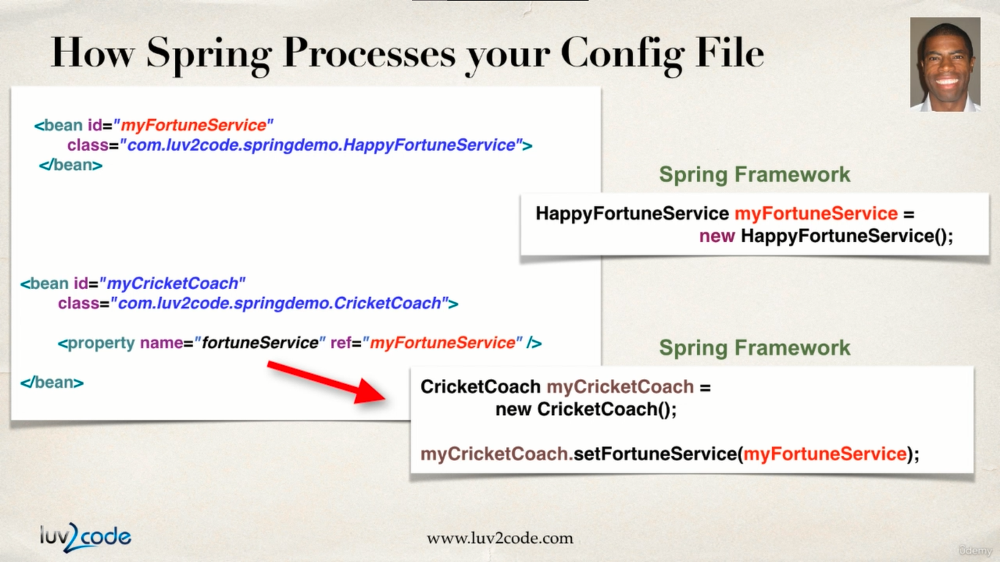 How Spring Processes your Config File
<bean id="myFortuneService"
class="com.luv2code.springdemo.HappyFortuneService">
</bean>
Spring Framework
HappyFortuneService myFortuneService =
new HappyFortuneService();
<bean id="myCricketCoach"
class="com.luv2code.springdemo.CricketCoach">
<property name="fortuneService" ref="myFortuneService" />
</bean>
Spring Framework
CricketCoach myCricketCoach =
new CricketCoach();
myCricketCoach.setFortuneService(myFortuneService);
luv2code
www.luv2code.com
ûdemy